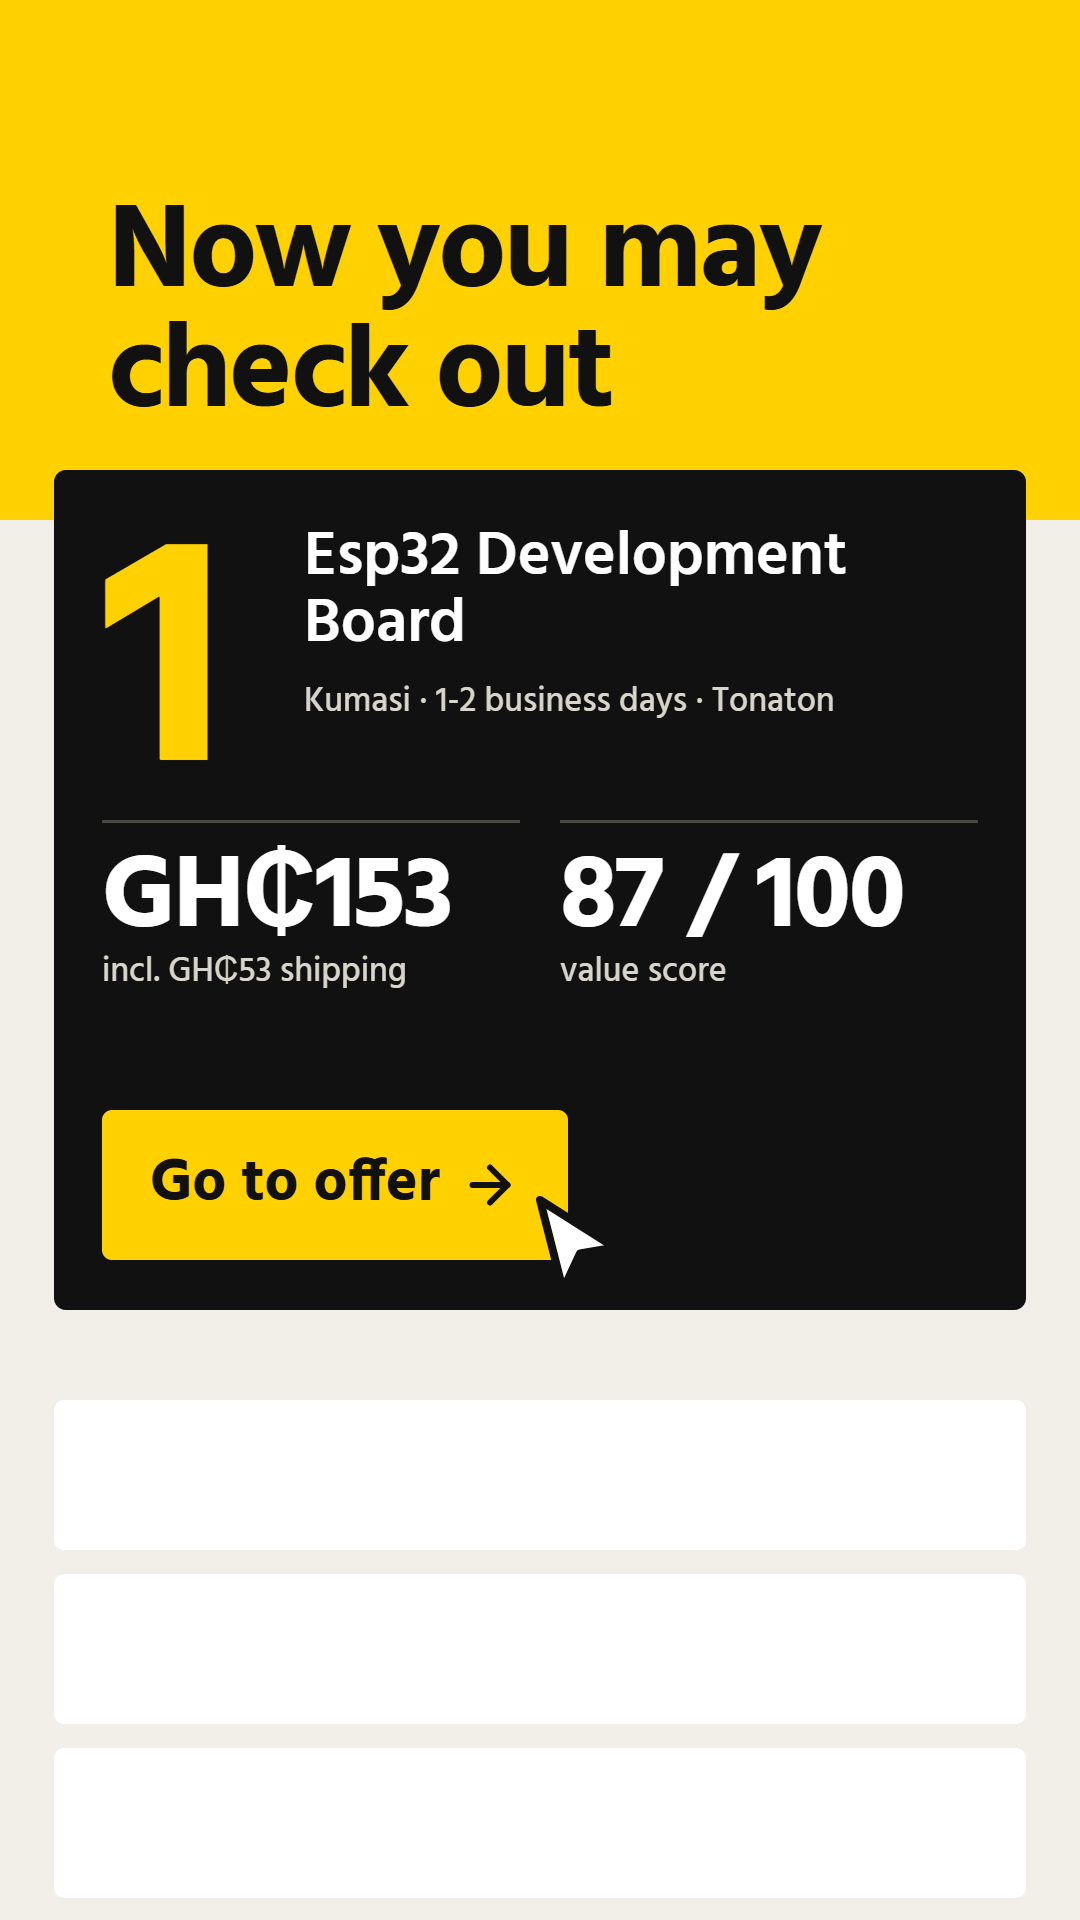 Now you may
check out
1
Esp32 Development
Board
Kumasi · 1-2 business days · Tonaton
GH₵153
incl. GH₵53 shipping
87 / 100
value score
Go to offer →